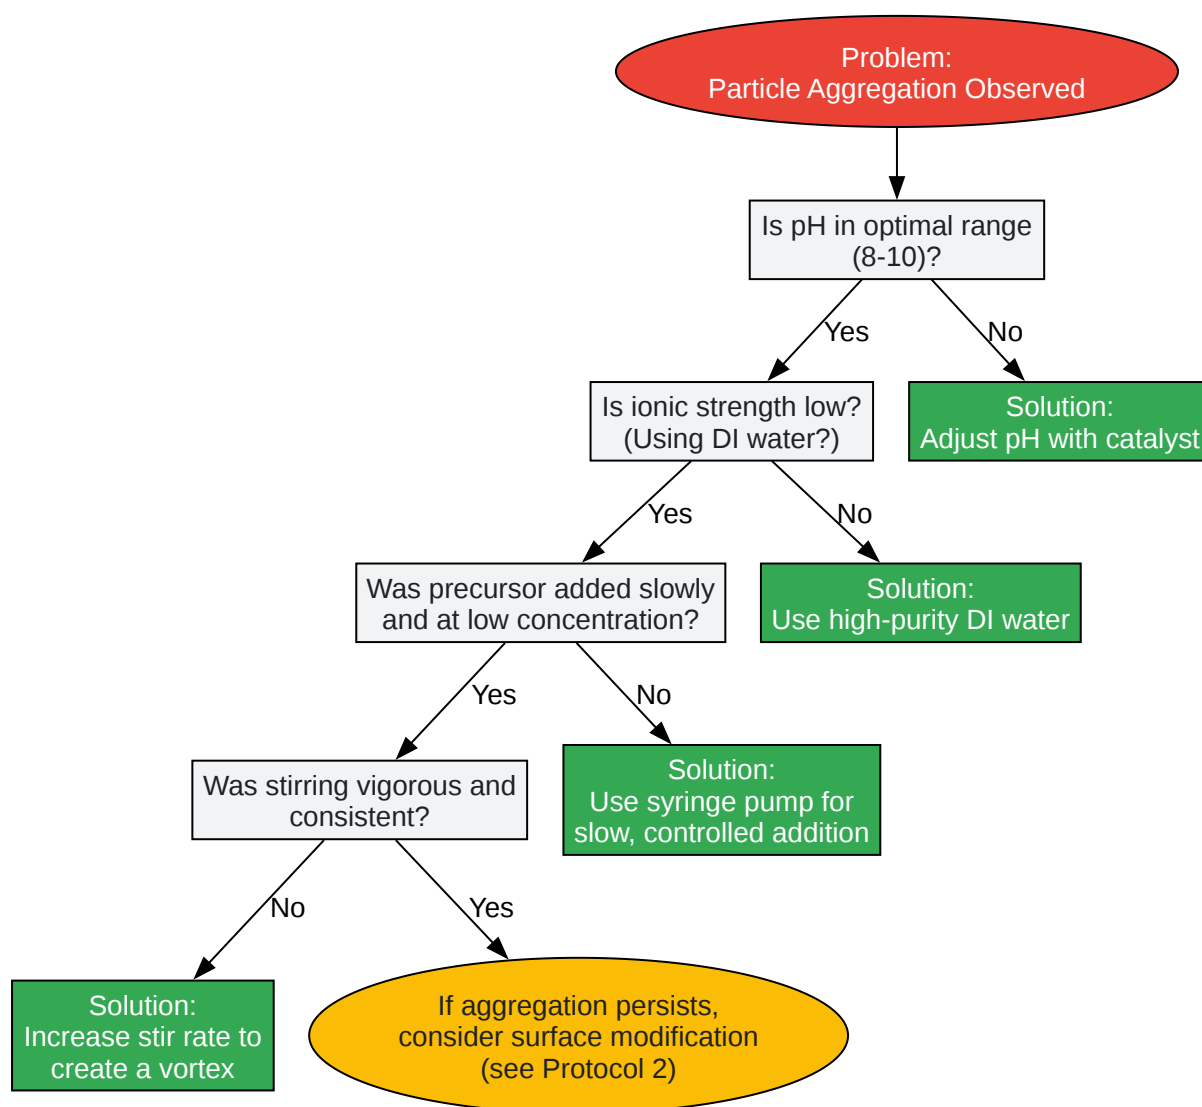 Problem:
Particle Aggregation Observed
Is pH in optimal range
(8-10)?
Yes
No
Is ionic strength low?
(Using DI water?)
Solution:
Adjust pH with catalyst
Yes
No
Was precursor added slowly
and at low concentration?
Solution:
Use high-purity DI water
Yes
No
Was stirring vigorous and
consistent?
Solution:
Use syringe pump for
slow, controlled addition
No
Yes
Solution:
Increase stir rate to
create a vortex
If aggregation persists,
consider surface modification
(see Protocol 2)